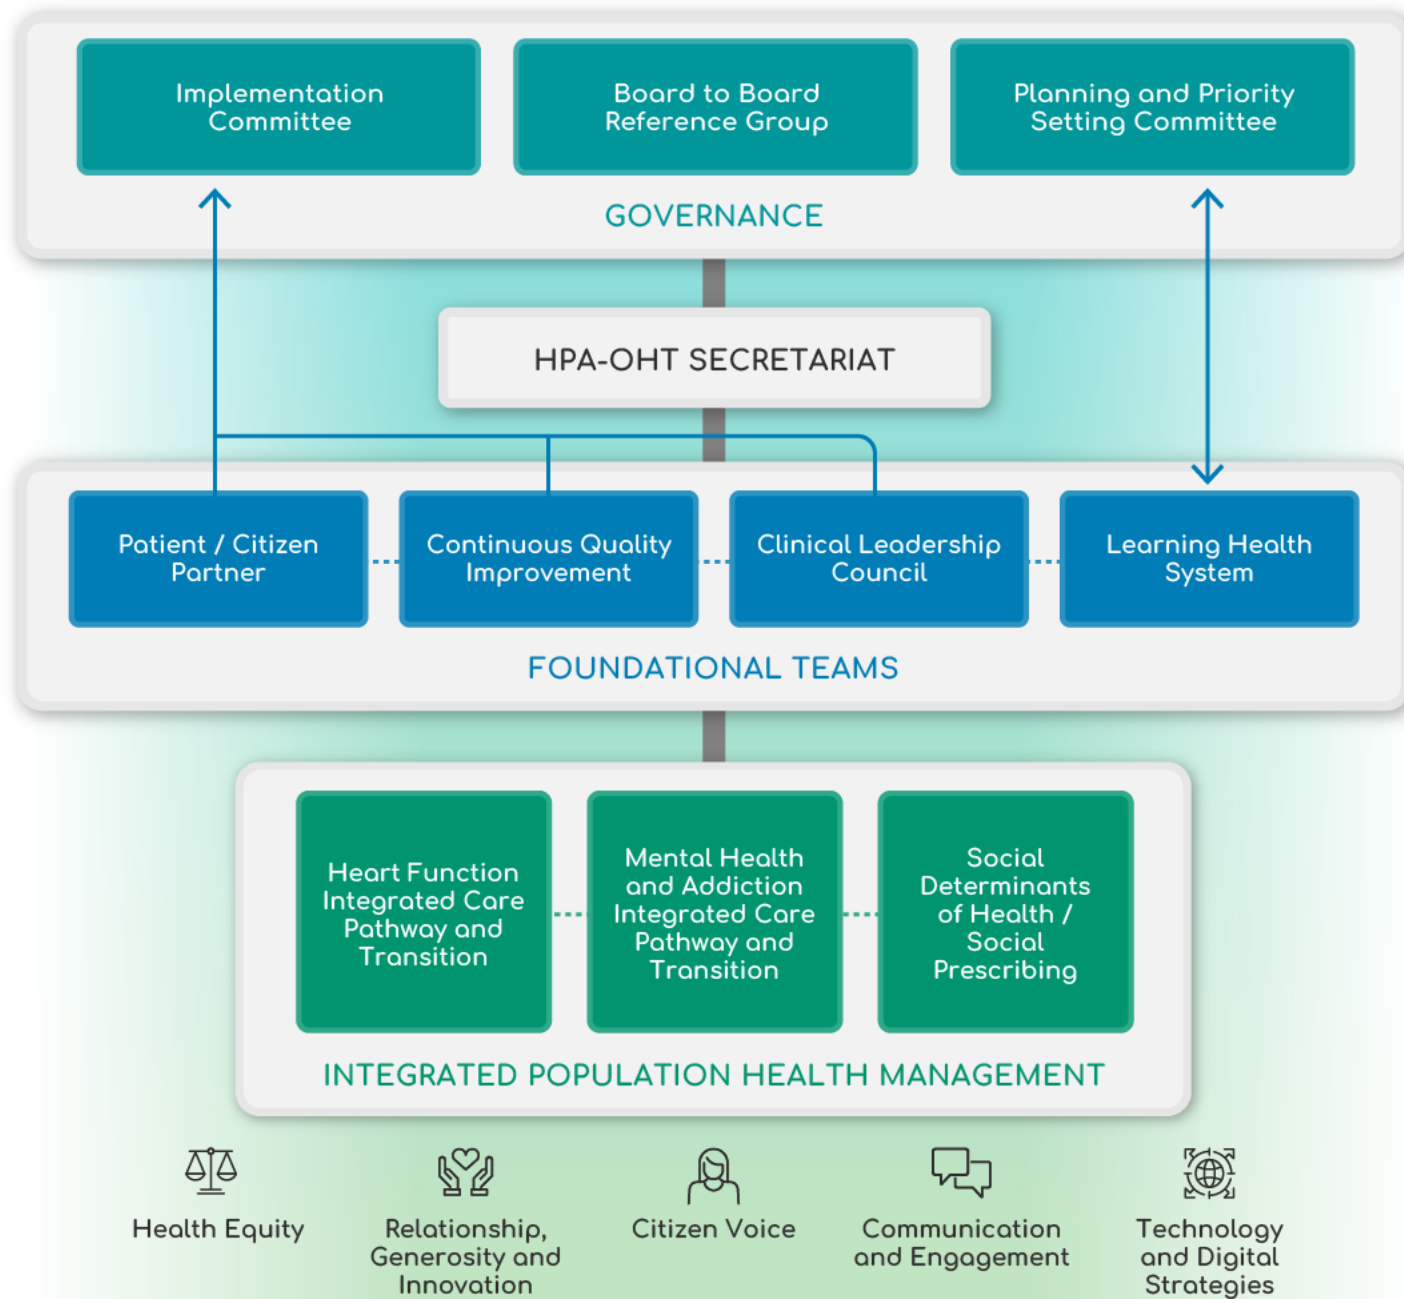 Implementation
Committee
Board to Board
Reference Group
Planning and Priority
Setting Committee
GOVERNANCE
HPA-OHT SECRETARIAT
Patient / Citizen
Partner
Continuous Quality
Improvement
Clinical Leadership
Council
Learning Health
System
FOUNDATIONAL TEAMS
Heart Function
Integrated Care
Pathway and
Transition
Mental Health
and Addiction
Integrated Care
Pathway and
Transition
Social
Determinants
of Health /
Social
Prescribing
INTEGRATED POPULATION HEALTH MANAGEMENT
Health Equity
Relationship,
Generosity and
Innovation
Citizen Voice
Communication
and Engagement
Technology
and Digital
Strategies